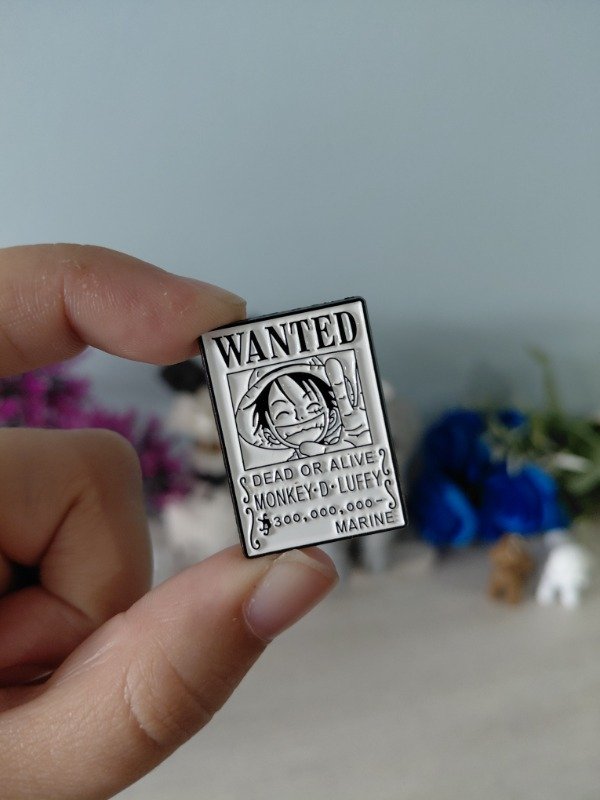 WANTED
DEAD OR ALIVE
MONKEY·D·LUFFY
$300,000,000-
MARINE